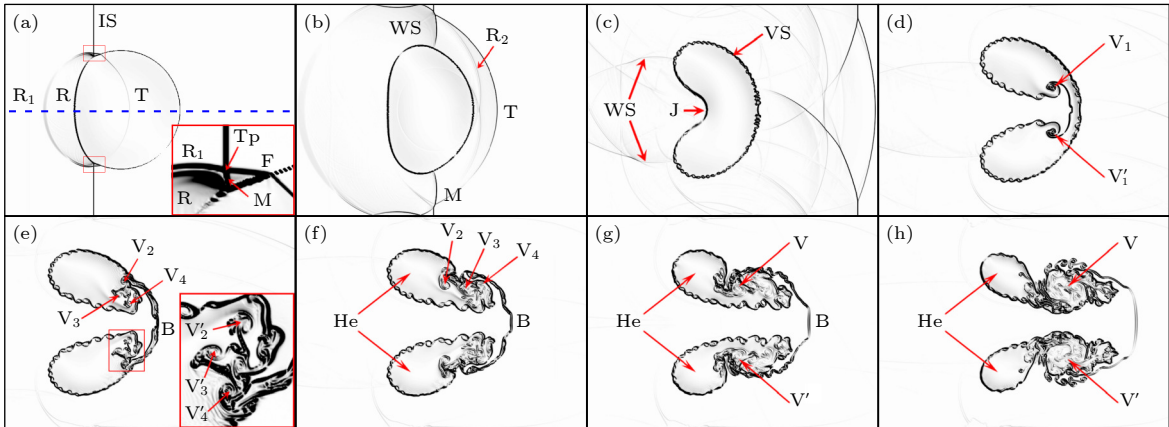 (a)
IS
R₁
R
T
R₁
Tp
F
R
M
(b)
WS
R₂
T
M
(c)
VS
WS
J
(d)
V₁
V′₁
(e)
V₂
V₄
V₃
B
V′₂
V′₃
V′₄
(f)
V₂
V₃
V₄
He
B
(g)
V
He
B
V′
(h)
V
He
V′